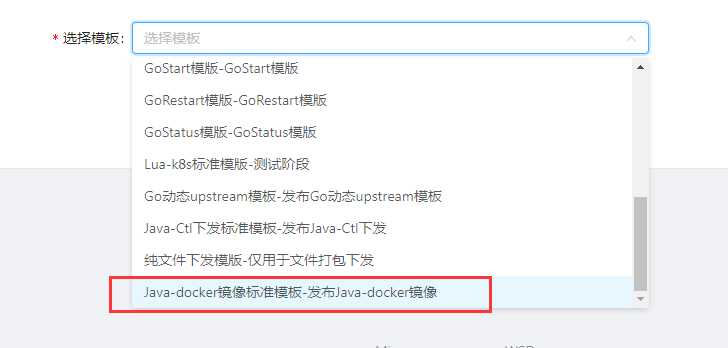 * 选择模板:
选择模板
GoStart模版-GoStart模版
GoRestart模版-GoRestart模版
GoStatus模版-GoStatus模版
Lua-k8s标准模版-测试阶段
Go动态upstream模板-发布Go动态upstream模板
Java-Ctl下发标准模板-发布Java-Ctl下发
纯文件下发模版-仅用于文件打包下发
Java-docker镜像标准模板-发布Java-docker镜像